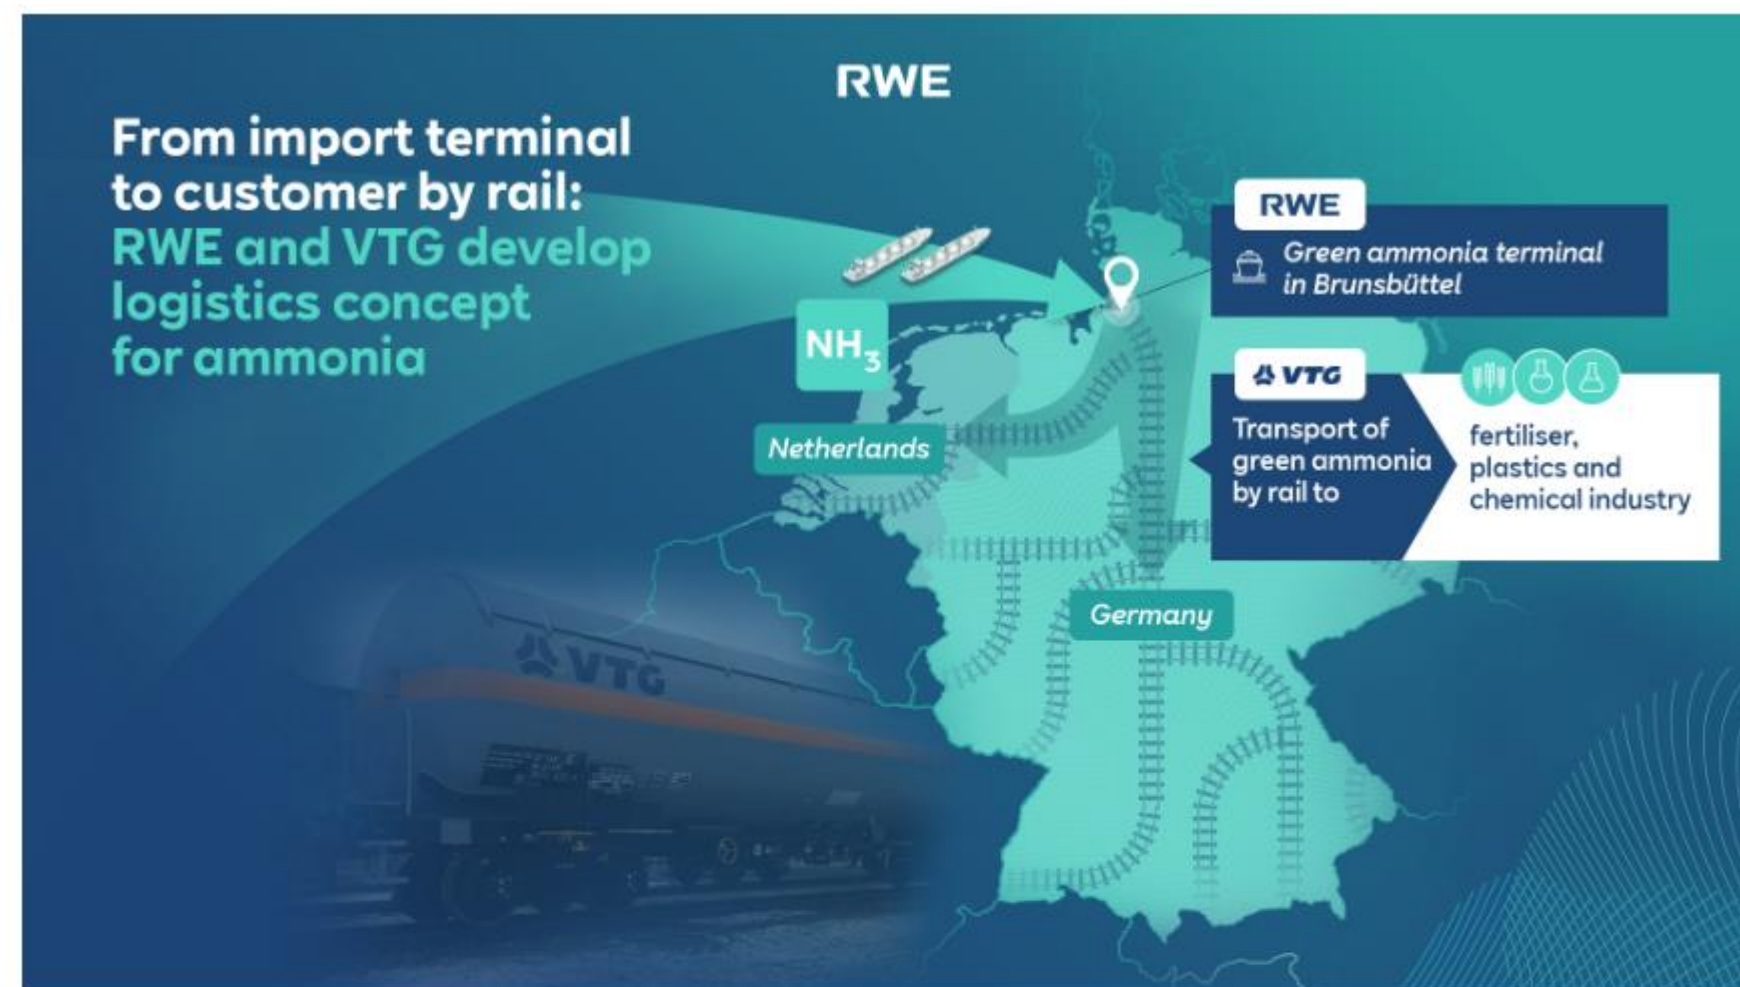 RWE
From import terminal
to customer by rail:
RWE and VTG develop
logistics concept
for ammonia
RWE
Green ammonia terminal
in Brunsbüttel
NH₃
VTG
Transport of
green ammonia
by rail to
fertiliser,
plastics and
chemical industry
Netherlands
Germany
VTG